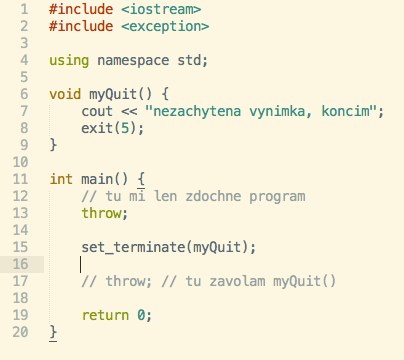 1 #include <iostream>
2 #include <exception>
3
4 using namespace std;
5
6 void myQuit() {
7     cout << "nezachytena vynimka, koncim";
8     exit(5);
9 }
10
11 int main() {
12     // tu mi len zdochne program
13     throw;
14
15     set_terminate(myQuit);
16
17     // throw; // tu zavolam myQuit()
18
19     return 0;
20 }